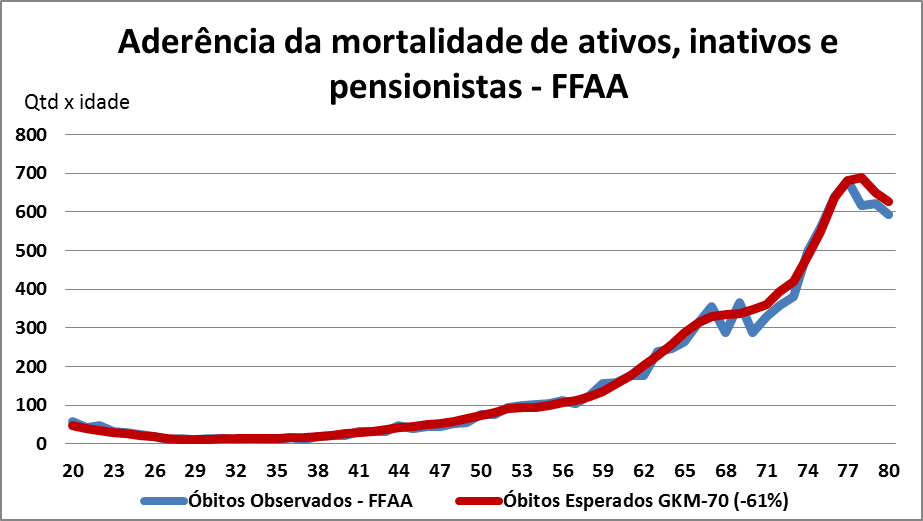 Aderência da mortalidade de ativos, inativos e
pensionistas - FFAA
Qtd x idade
800
700
600
500
400
300
200
100
0
20 23 26 29 32 35 38 41 44 47 50 53 56 59 62 65 68 71 74 77 80
Óbitos Observados - FFAA Óbitos Esperados GKM-70 (-61%)